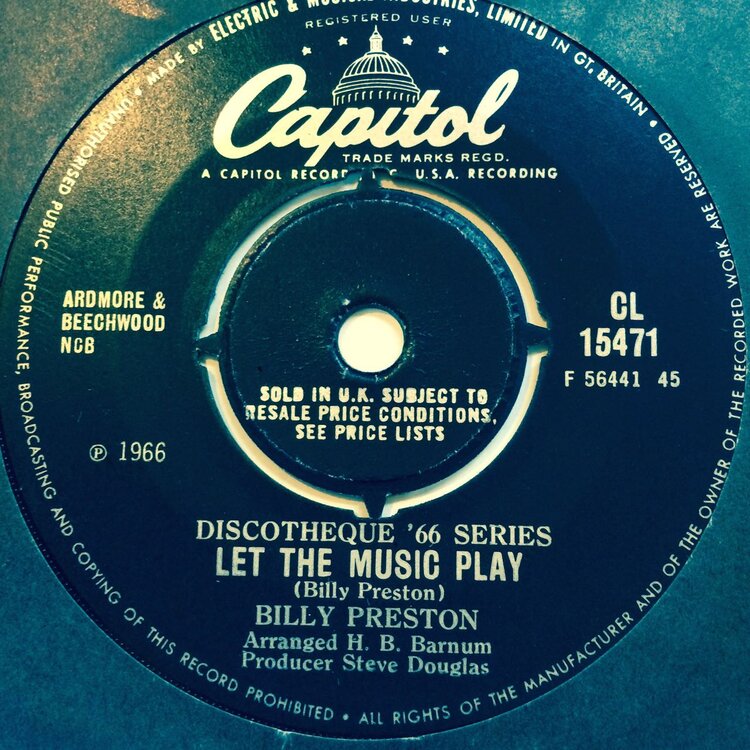 MADE BY ELECTRIC & MUSICAL INDUSTRIES, LIMITED IN GT. BRITAIN • ALL RIGHTS OF THE MANUFACTURER AND OF THE OWNER OF THE RECORDED WORK ARE RESERVED • UNAUTHORISED PUBLIC PERFORMANCE, BROADCASTING AND COPYING OF THIS RECORD PROHIBITED •
REGISTERED USER
Capitol
TRADE MARKS REGD.
A CAPITOL RECORDS, INC. U.S.A. RECORDING
ARDMORE &
BEECHWOOD
NCB
CL
15471
F 56441 45
SOLD IN U.K. SUBJECT TO
RESALE PRICE CONDITIONS,
SEE PRICE LISTS
℗ 1966
DISCOTHEQUE '66 SERIES
LET THE MUSIC PLAY
(Billy Preston)
BILLY PRESTON
Arranged H. B. Barnum
Producer Steve Douglas